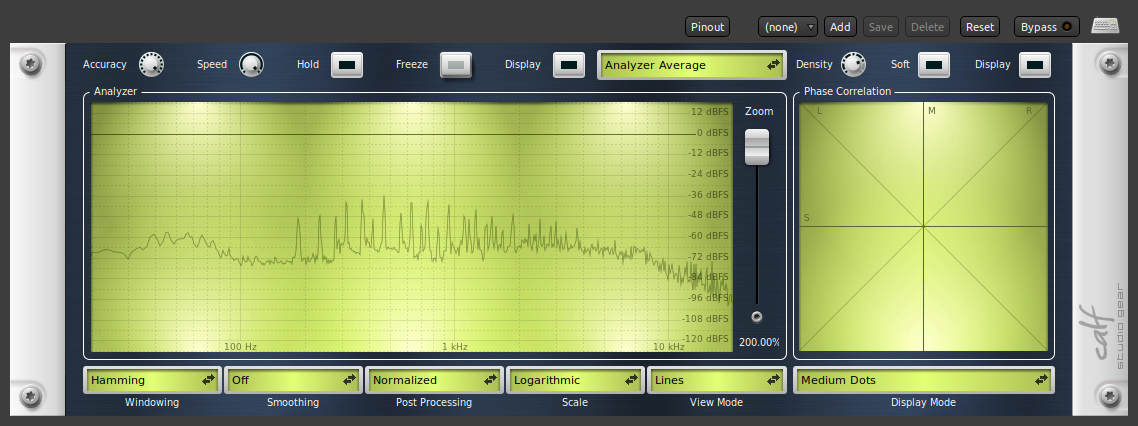 Pinout (none) Add Save Delete Reset Bypass
Accuracy Speed Hold Freeze Display Analyzer Average Density Soft Display
Analyzer
Zoom
12 dBFS
0 dBFS
-12 dBFS
-24 dBFS
-36 dBFS
-48 dBFS
-60 dBFS
-72 dBFS
-84 dBFS
-96 dBFS
-108 dBFS
-120 dBFS
100 Hz 1 kHz 10 kHz
200.00%
Phase Correlation
L M R
S
Hamming Off Normalized Logarithmic Lines Medium Dots
Windowing Smoothing Post Processing Scale View Mode Display Mode
calf
studio gear